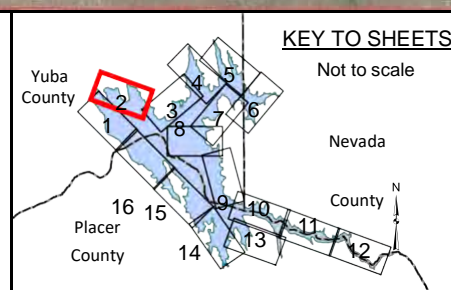 KEY TO SHEETS
Not to scale
Yuba
County
5
4
6
2
3
7
1
8
Nevada
County
N
9
10
11
12
13
16
15
14
Placer
County